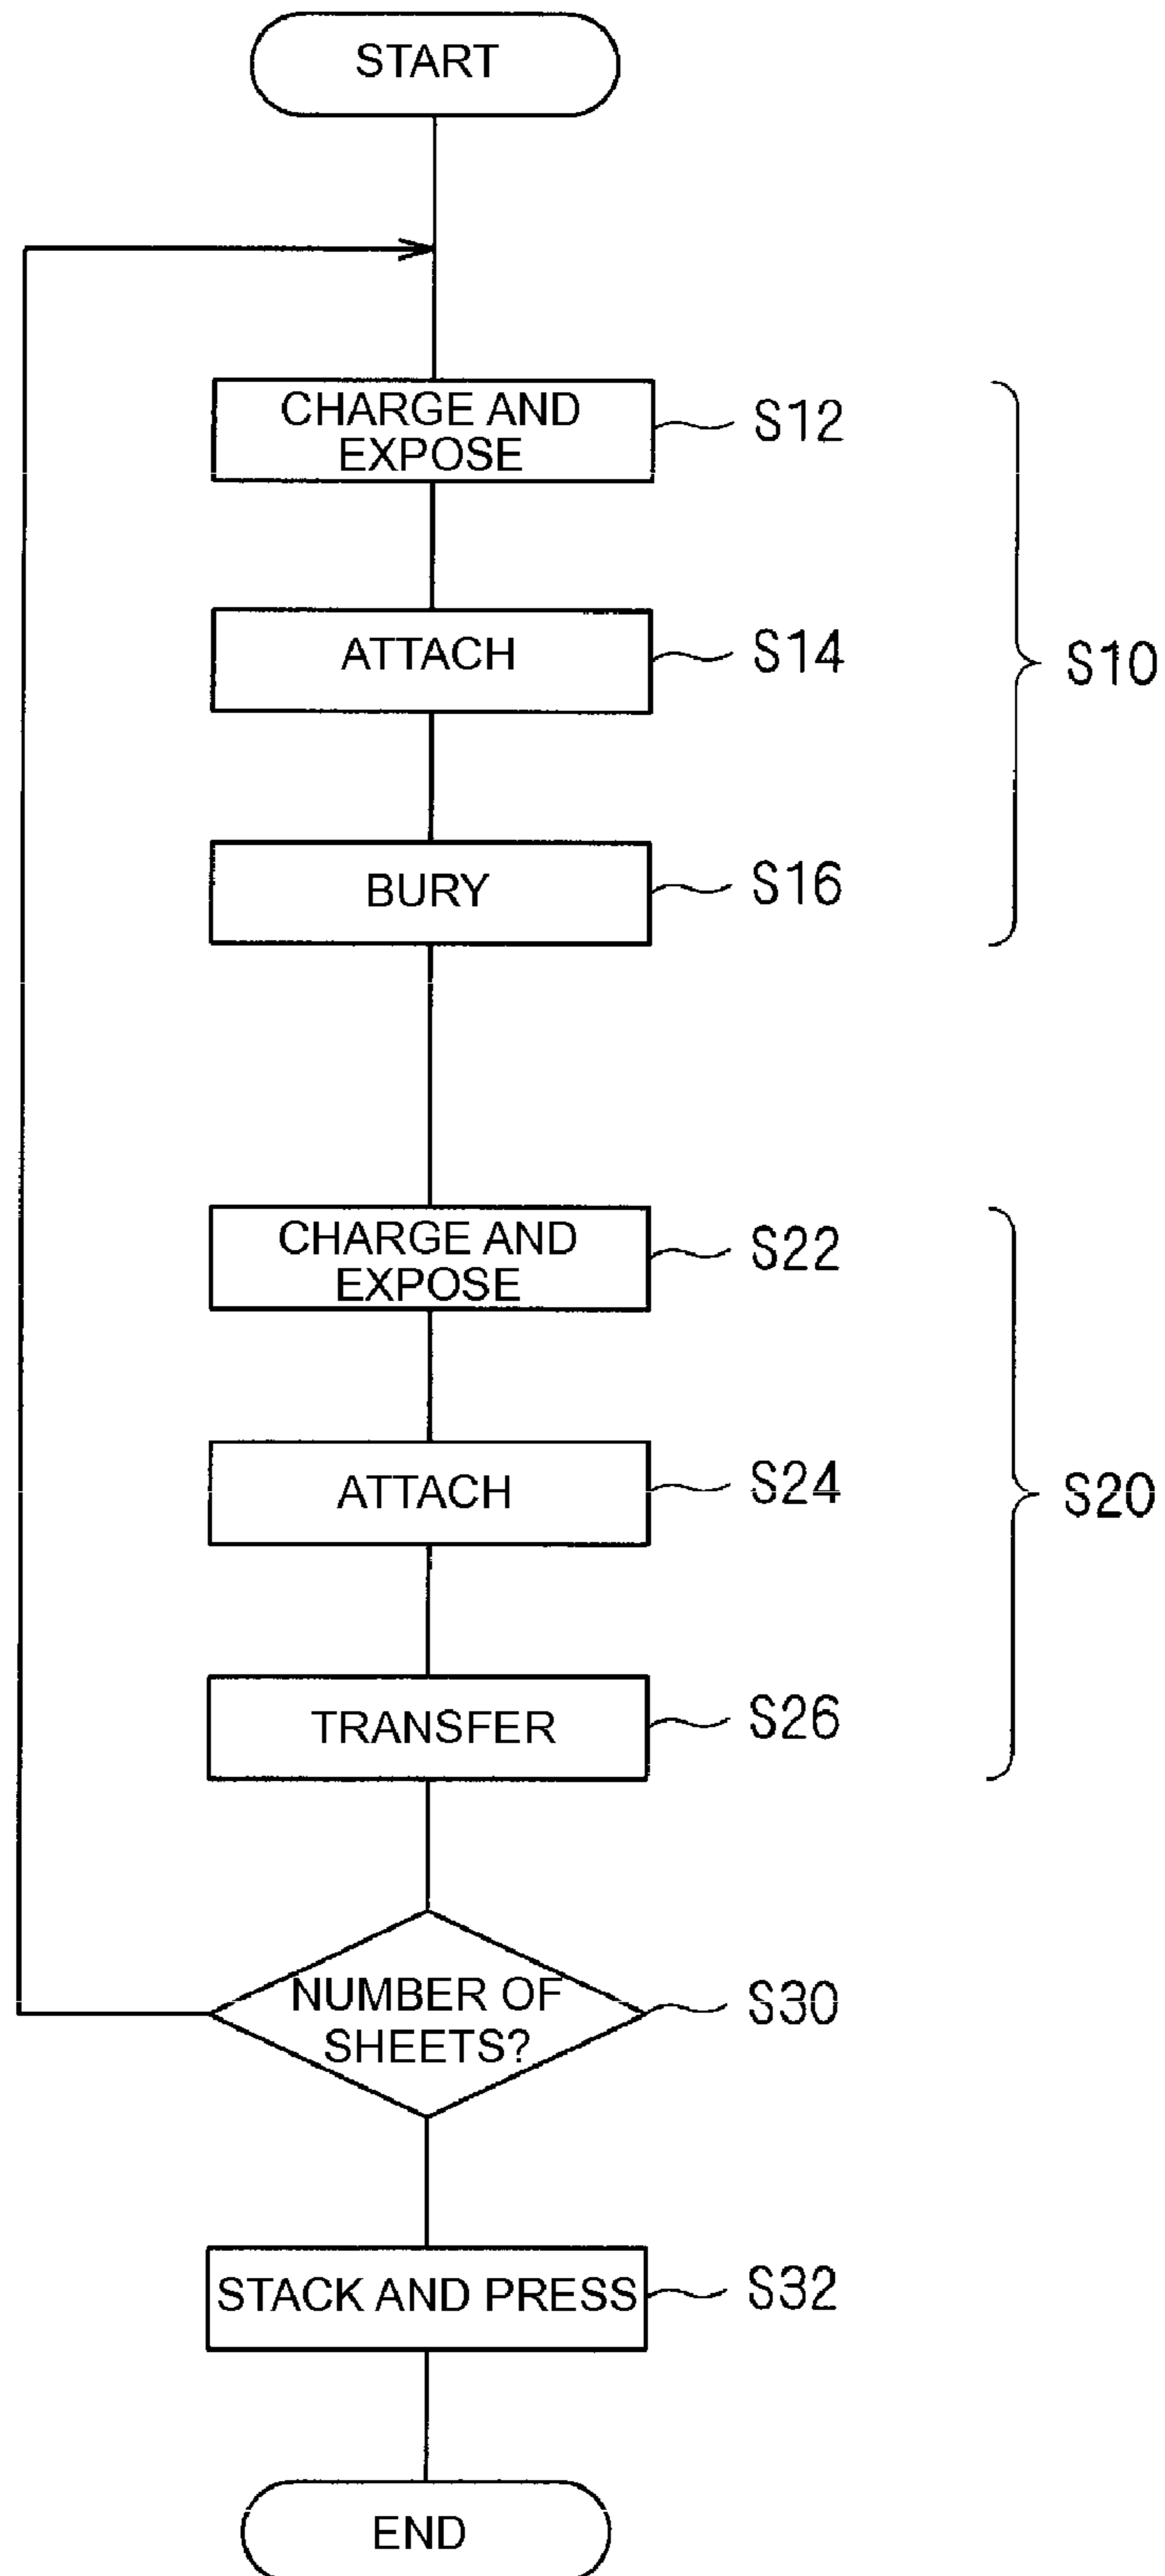 START
CHARGE AND
EXPOSE
S12
ATTACH
S14
S10
BURY
S16
CHARGE AND
EXPOSE
S22
ATTACH
S24
S20
TRANSFER
S26
NUMBER OF
SHEETS?
S30
STACK AND PRESS
S32
END